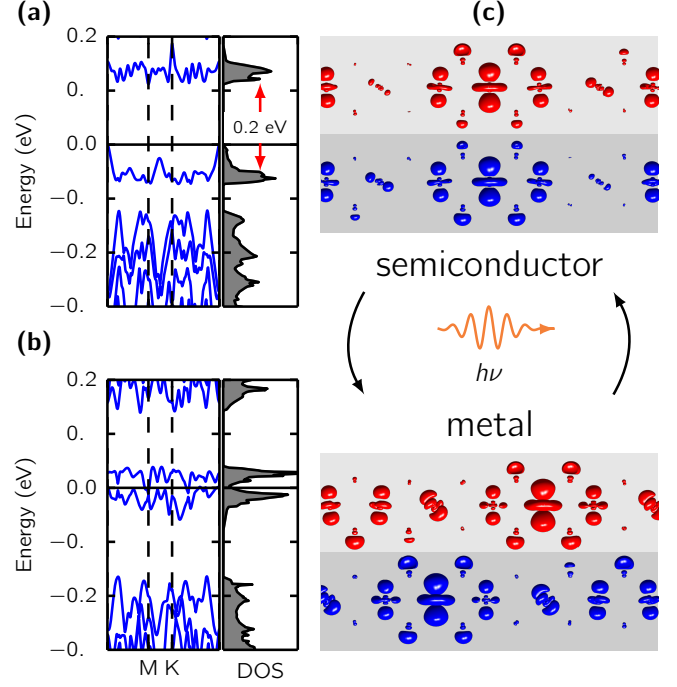 (a)
(c)
0.2
0.
0.0
−0.2
−0.
Energy (eV)
0.2 eV
semiconductor
hν
metal
(b)
0.2
0.
0.0
−0.
−0.2
−0.
Energy (eV)
M K
DOS